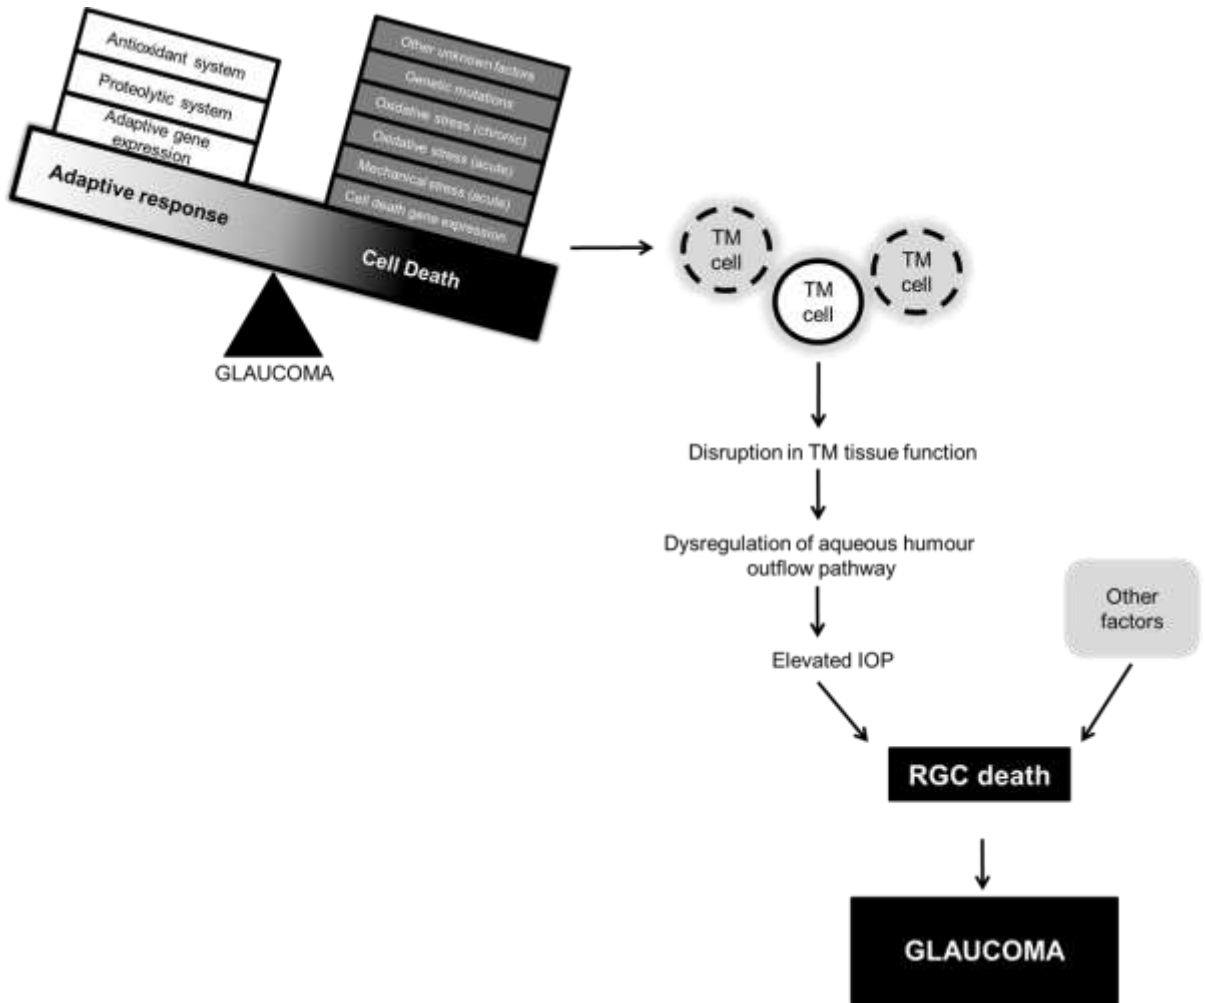 Antioxidant system
Proteolytic system
Adaptive gene
expression
Adaptive response
Other unknown factors
Genetic mutations
Oxidative stress (chronic)
Oxidative stress (acute)
Mechanical stress (acute)
Cell death gene expression
Cell Death
GLAUCOMA
TM
cell
TM
cell
TM
cell
Disruption in TM tissue function
Dysregulation of aqueous humour
outflow pathway
Elevated IOP
Other
factors
RGC death
GLAUCOMA